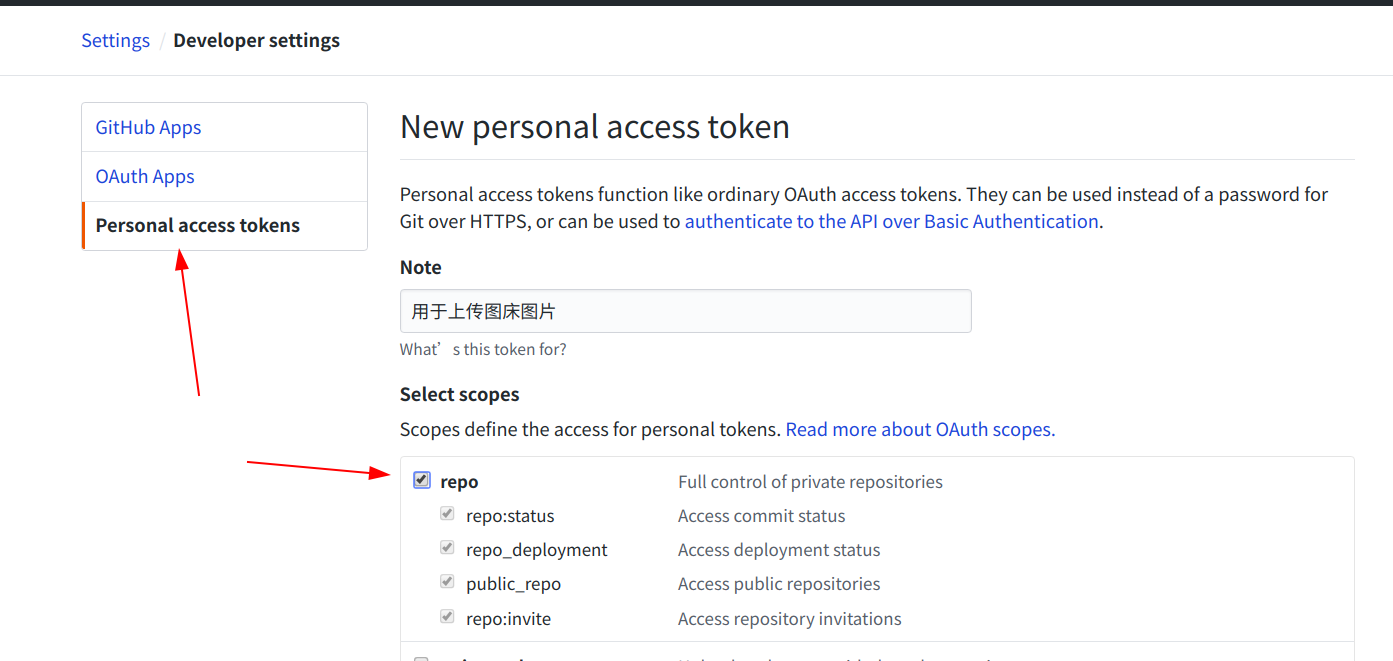 Settings / Developer settings
GitHub Apps
OAuth Apps
Personal access tokens
New personal access token
Personal access tokens function like ordinary OAuth access tokens. They can be used instead of a password for
Git over HTTPS, or can be used to authenticate to the API over Basic Authentication.
Note
用于上传图床图片
What’s this token for?
Select scopes
Scopes define the access for personal tokens. Read more about OAuth scopes.
repo Full control of private repositories
repo:status Access commit status
repo_deployment Access deployment status
public_repo Access public repositories
repo:invite Access repository invitations